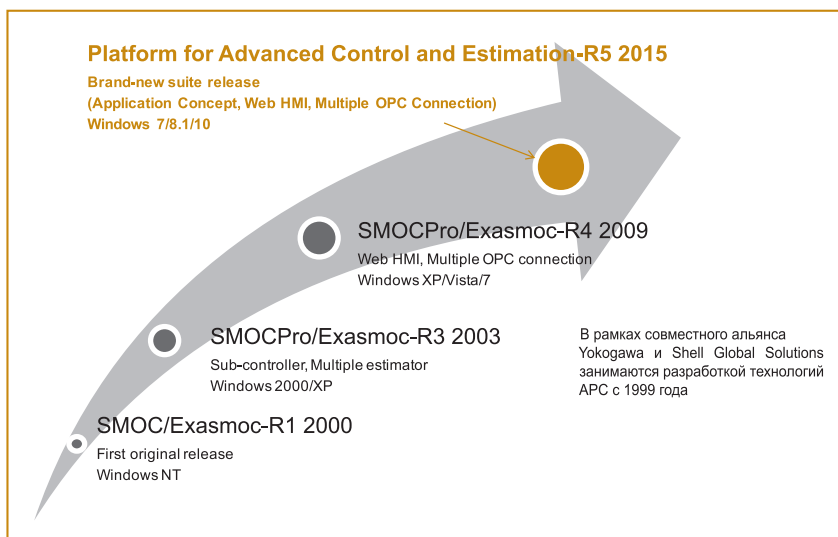 Platform for Advanced Control and Estimation-R5 2015
Brand-new suite release
(Application Concept, Web HMI, Multiple OPC Connection)
Windows 7/8.1/10
SMOCPro/Exasmoc-R4 2009
Web HMI, Multiple OPC connection
Windows XP/Vista/7
SMOCPro/Exasmoc-R3 2003
Sub-controller, Multiple estimator
Windows 2000/XP
В рамках совместного альянса
Yokogawa и Shell Global Solutions
занимаются разработкой технологий
APC с 1999 года
SMOC/Exasmoc-R1 2000
First original release
Windows NT